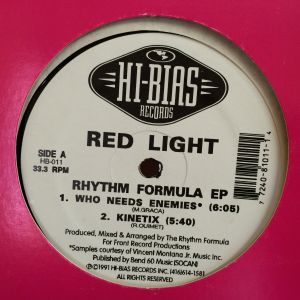 HI-BIAS
RECORDS
RED LIGHT
SIDE A
HB-011
33.3 RPM
RHYTHM FORMULA EP
1. WHO NEEDS ENEMIES* (6:05)
(M.GRACA)
2. KINETIX (5:40)
(R.OUIMET)
Produced, Mixed & Arranged by The Rhythm Formula
For Front Record Productions
*Samples courtesy of Vincent Montana Jr. Music Inc.
Published by Bend 60 Music (SOCAN)
©1991 HI-BIAS RECORDS INC. (416)614-1581
Made in Canada
7 7240-81011-1 4